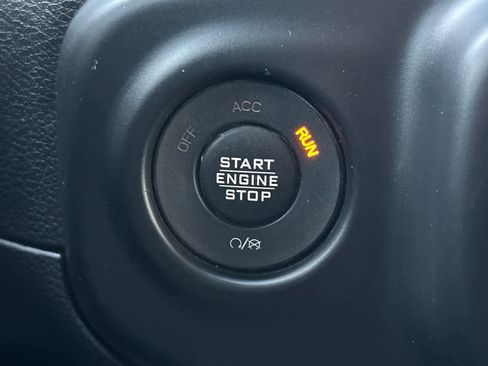 ACC
OFF
RUN
START
ENGINE
STOP